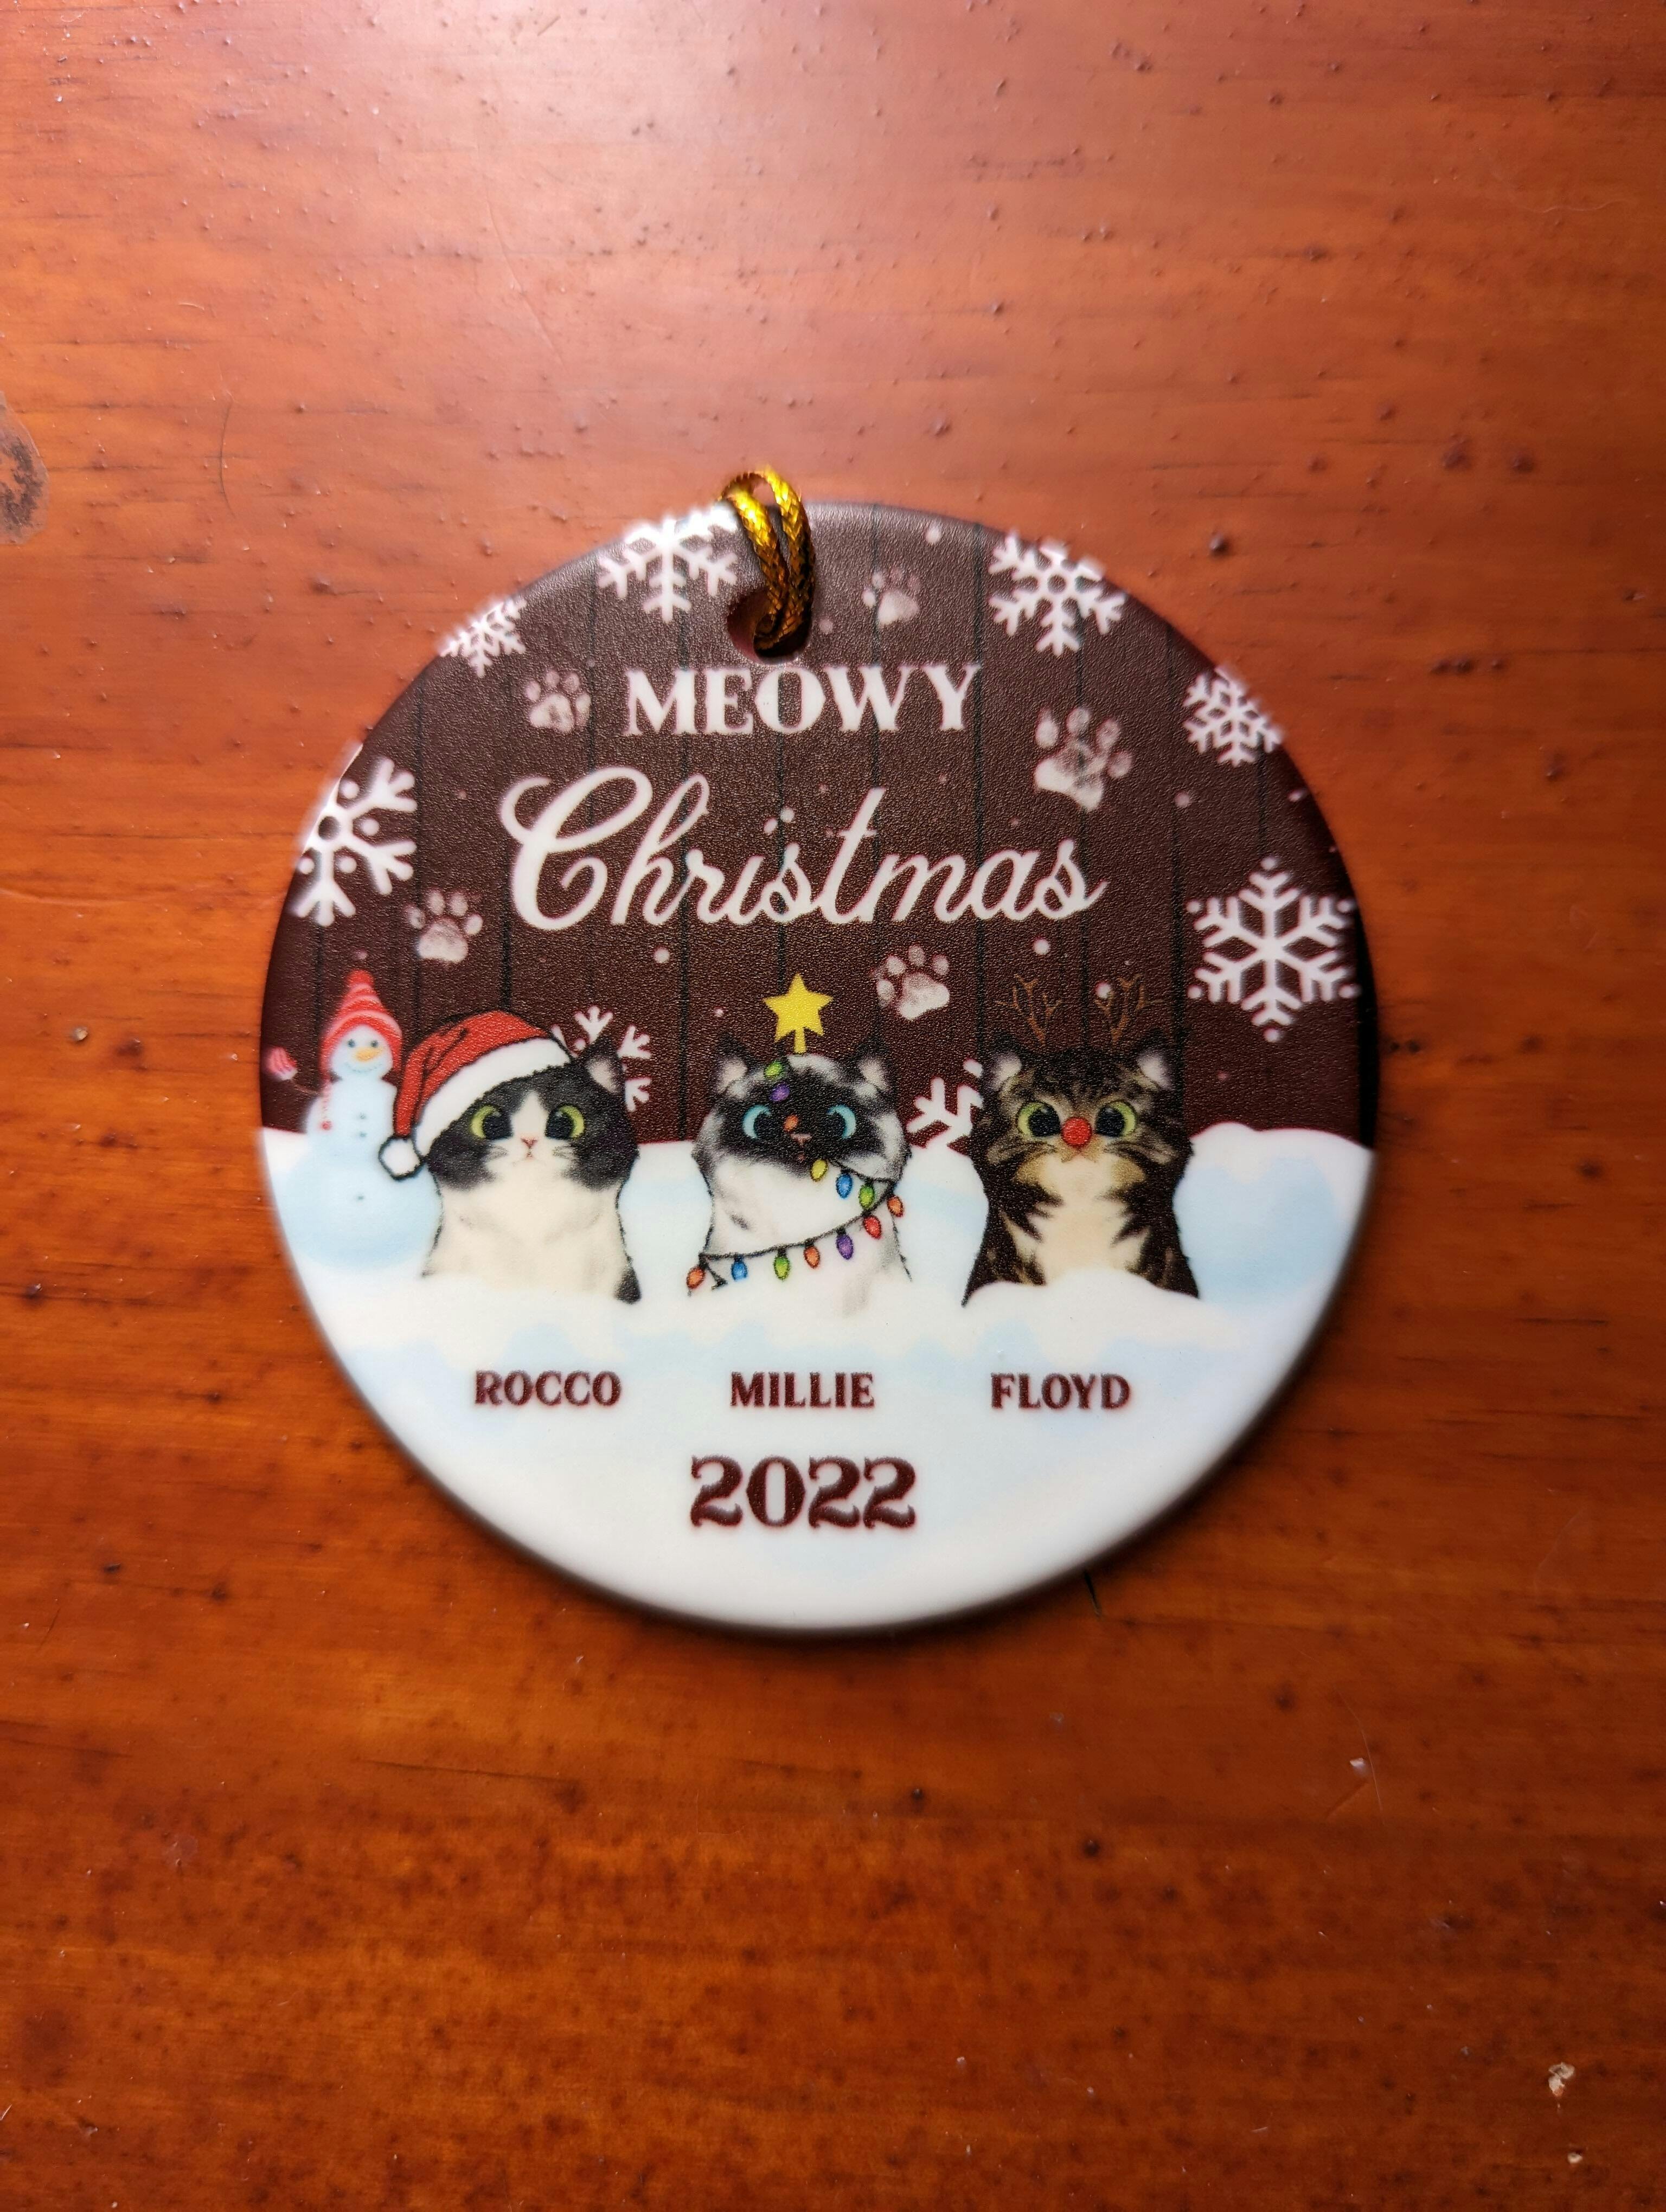 MEOWY
Christmas
ROCCO MILLIE FLOYD
2022